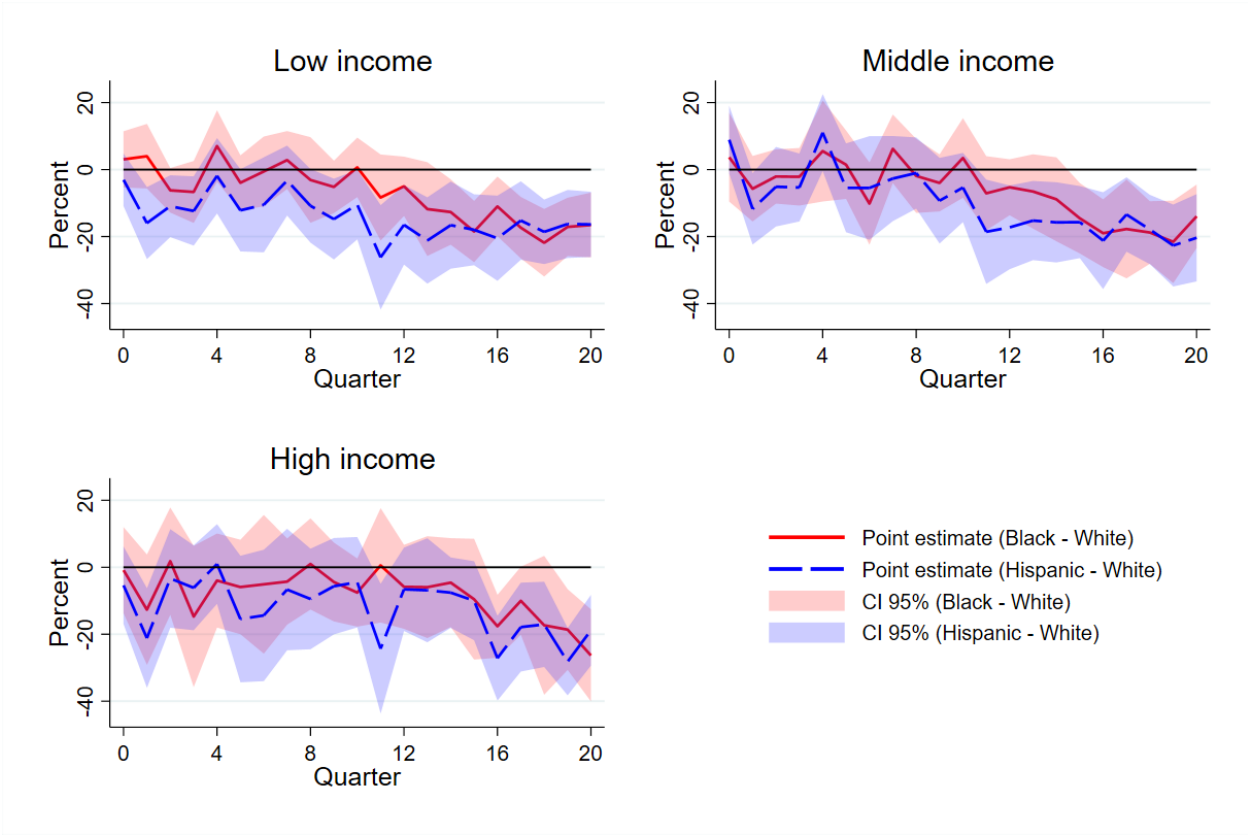 Low income
20
0
-20
-40
Percent
0 4 8 12 16 20
Quarter
Middle income
20
0
-20
-40
Percent
0 4 8 12 16 20
Quarter
High income
20
0
-20
-40
Percent
0 4 8 12 16 20
Quarter
Point estimate (Black - White)
Point estimate (Hispanic - White)
CI 95% (Black - White)
CI 95% (Hispanic - White)